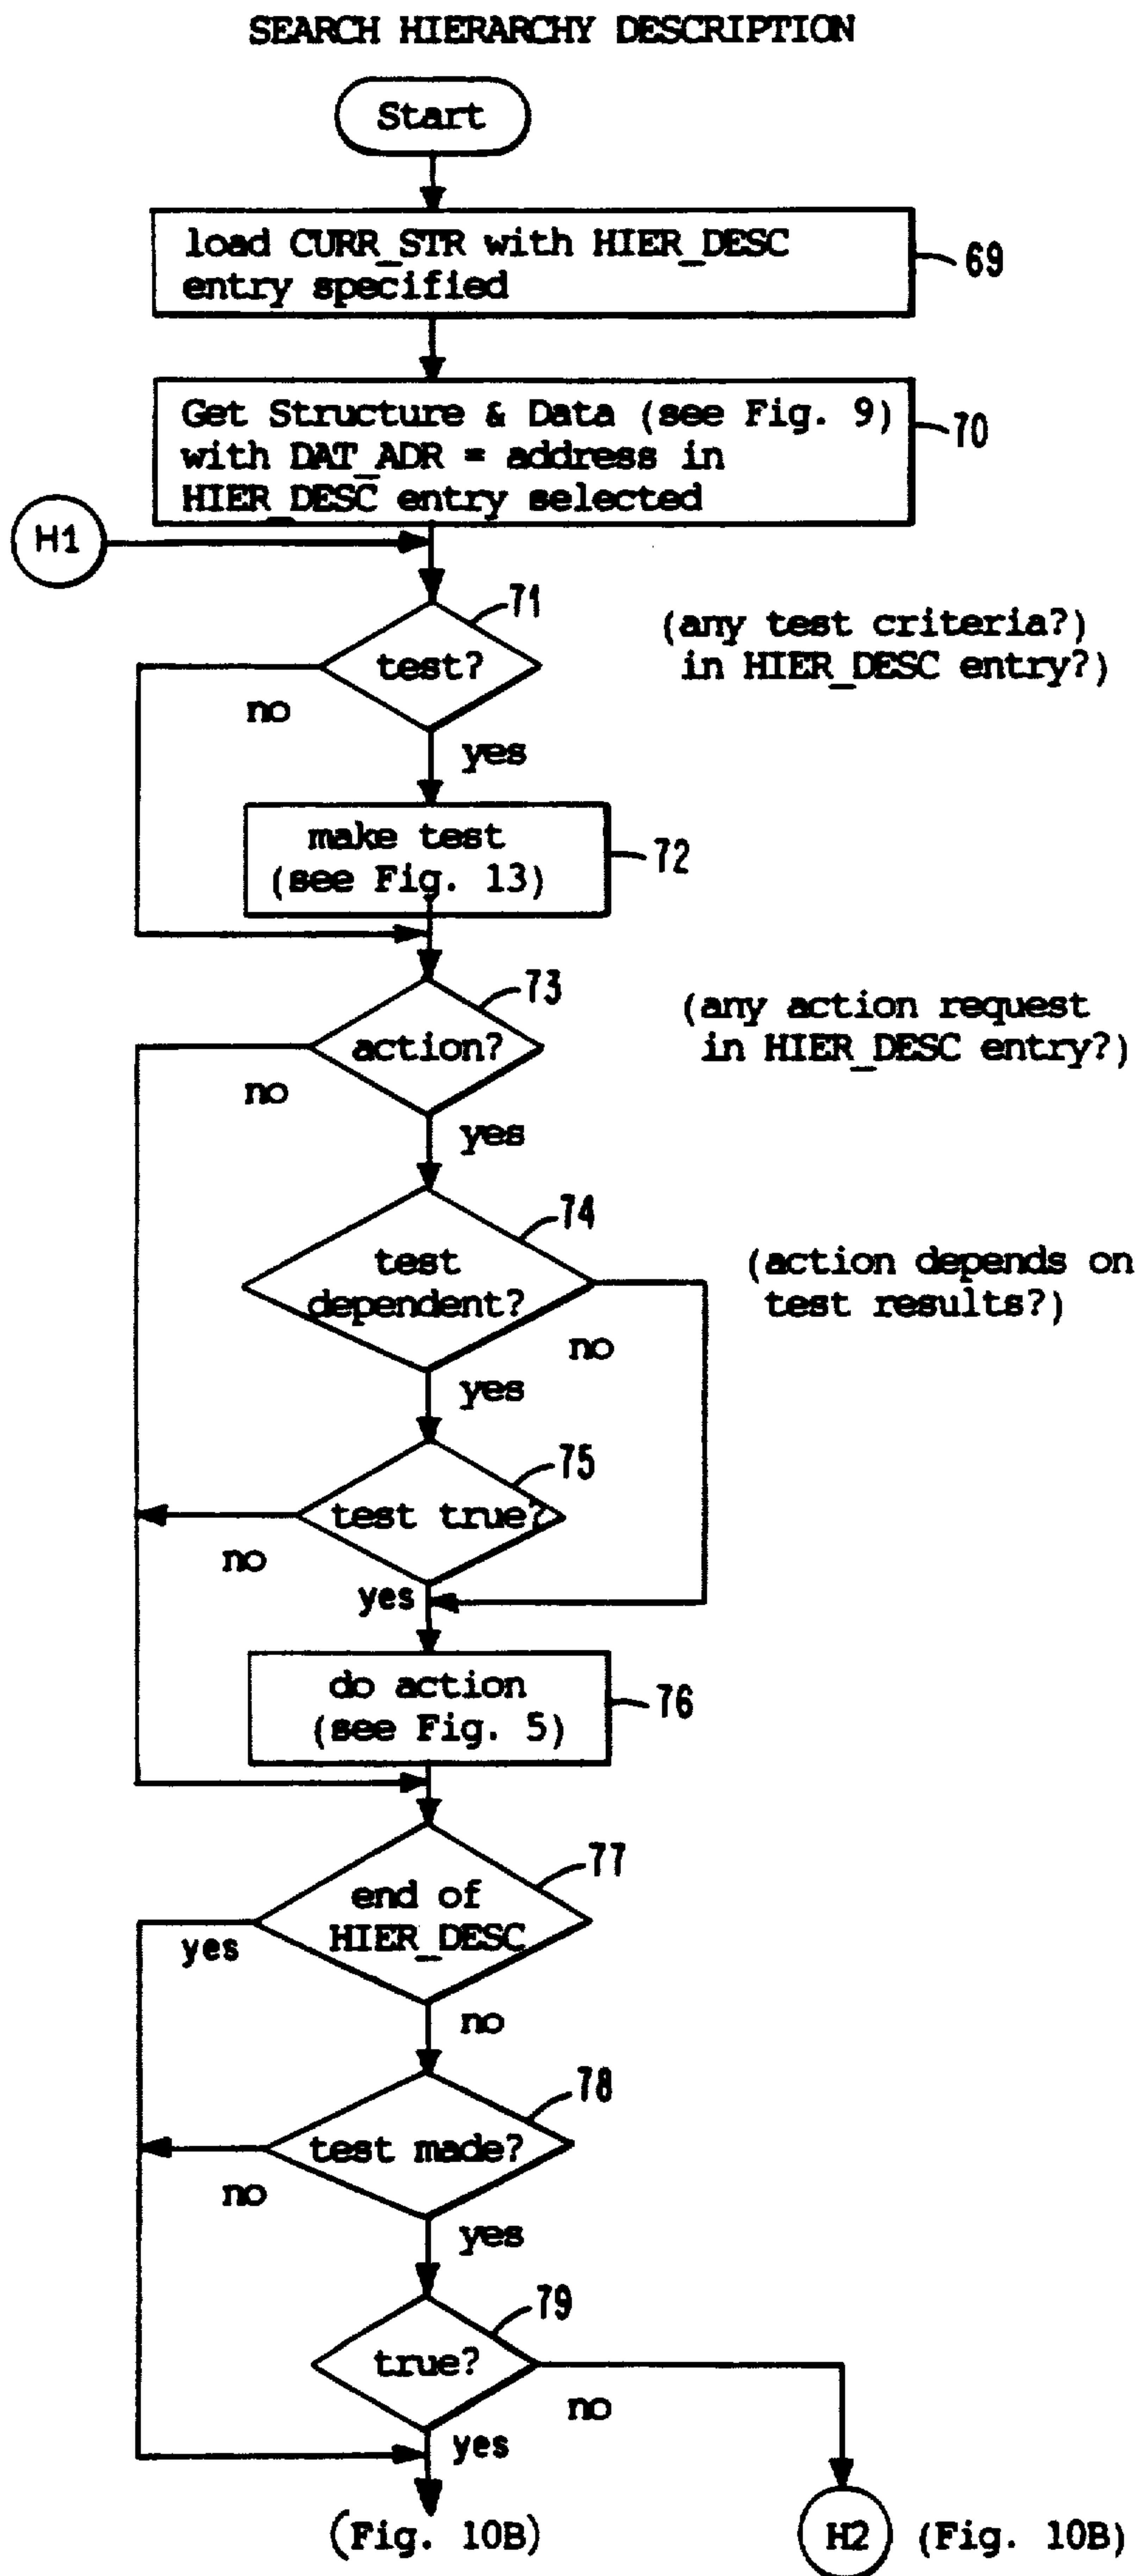 SEARCH HIERARCHY DESCRIPTION
Start
load CURR_STR with HIER_DESC
entry specified
69
Get Structure & Data (see Fig. 9)
with DAT_ADR = address in
HIER_DESC entry selected
70
H1
71
test?
(any test criteria?)
in HIER_DESC entry?)
no
yes
make test
(see Fig. 13)
72
73
action?
(any action request
in HIER_DESC entry?)
no
yes
74
test
dependent?
(action depends on
test results?)
no
yes
75
test true?
no
yes
do action
(see Fig. 5)
76
77
end of
HIER_DESC
yes
no
78
test made?
no
yes
79
true?
no
yes
(Fig. 10B)
H2
(Fig. 10B)